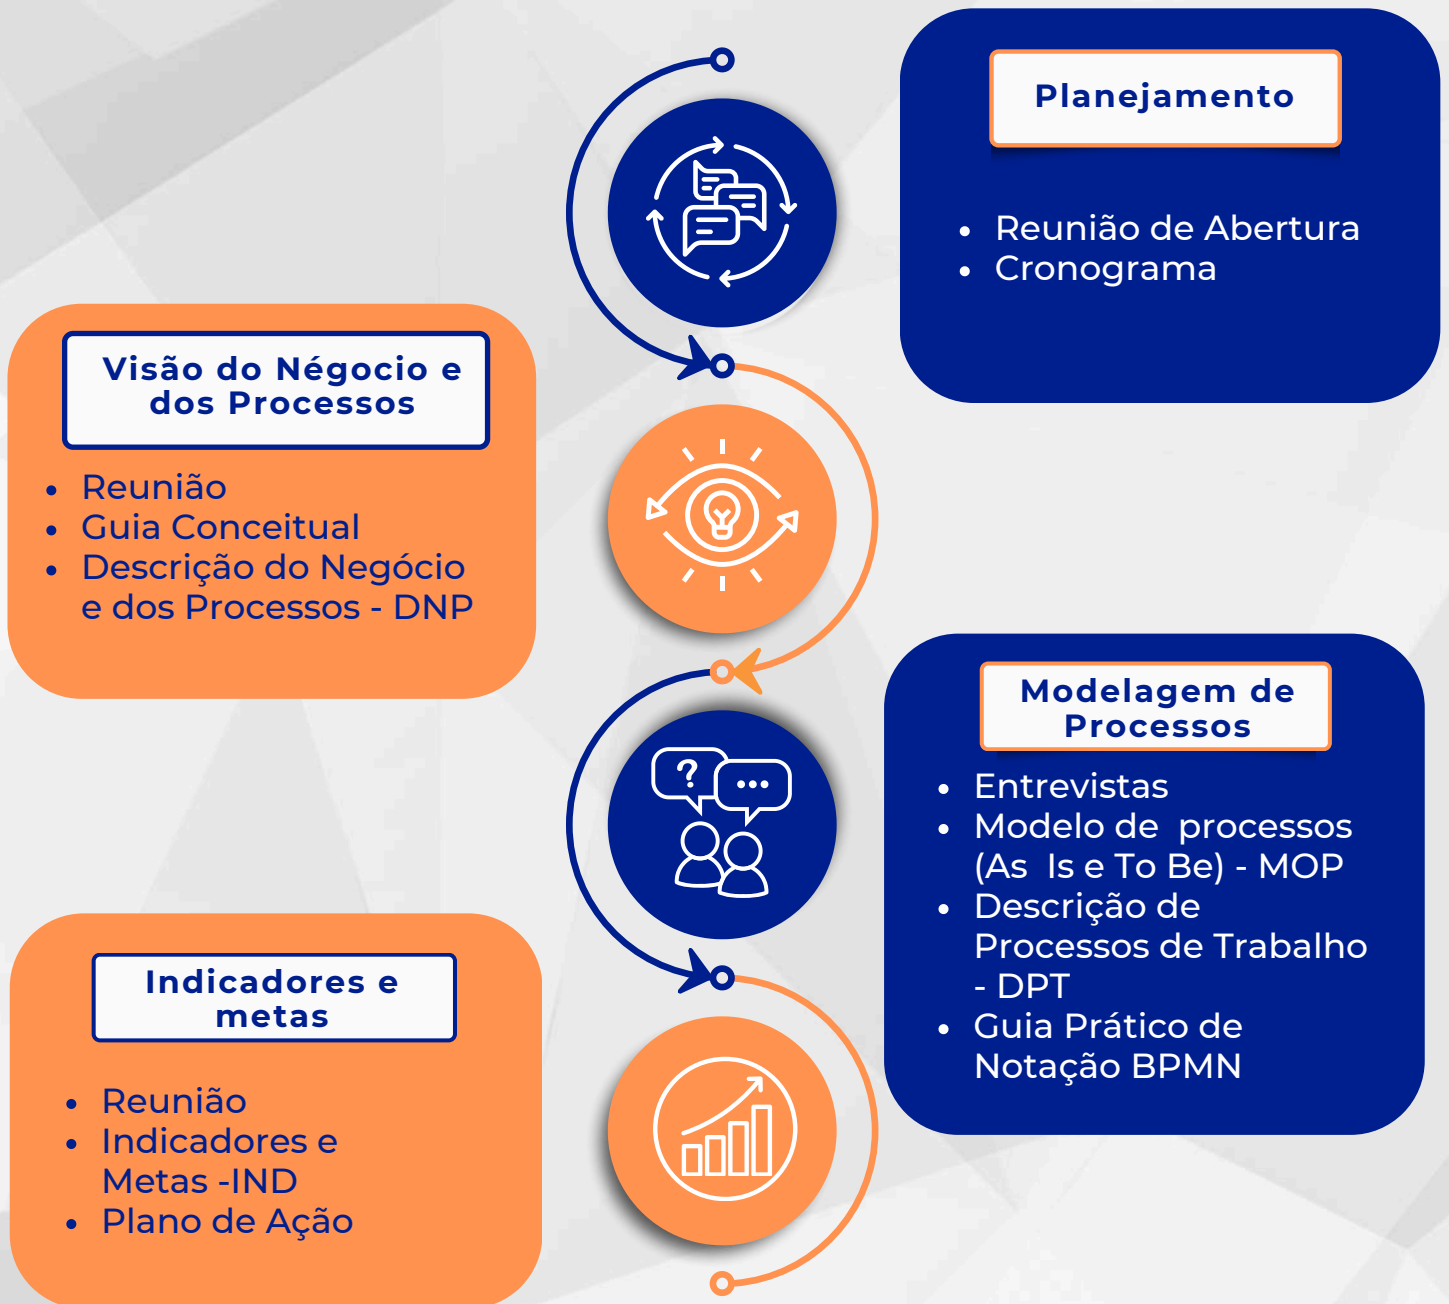 Planejamento
• Reunião de Abertura
• Cronograma
Visão do Négocio e
dos Processos
• Reunião
• Guia Conceitual
• Descrição do Negócio
e dos Processos - DNP
Modelagem de
Processos
• Entrevistas
• Modelo de processos
(As Is e To Be) - MOP
• Descrição de
Processos de Trabalho
- DPT
• Guia Prático de
Notação BPMN
Indicadores e
metas
• Reunião
• Indicadores e
Metas -IND
• Plano de Ação
?